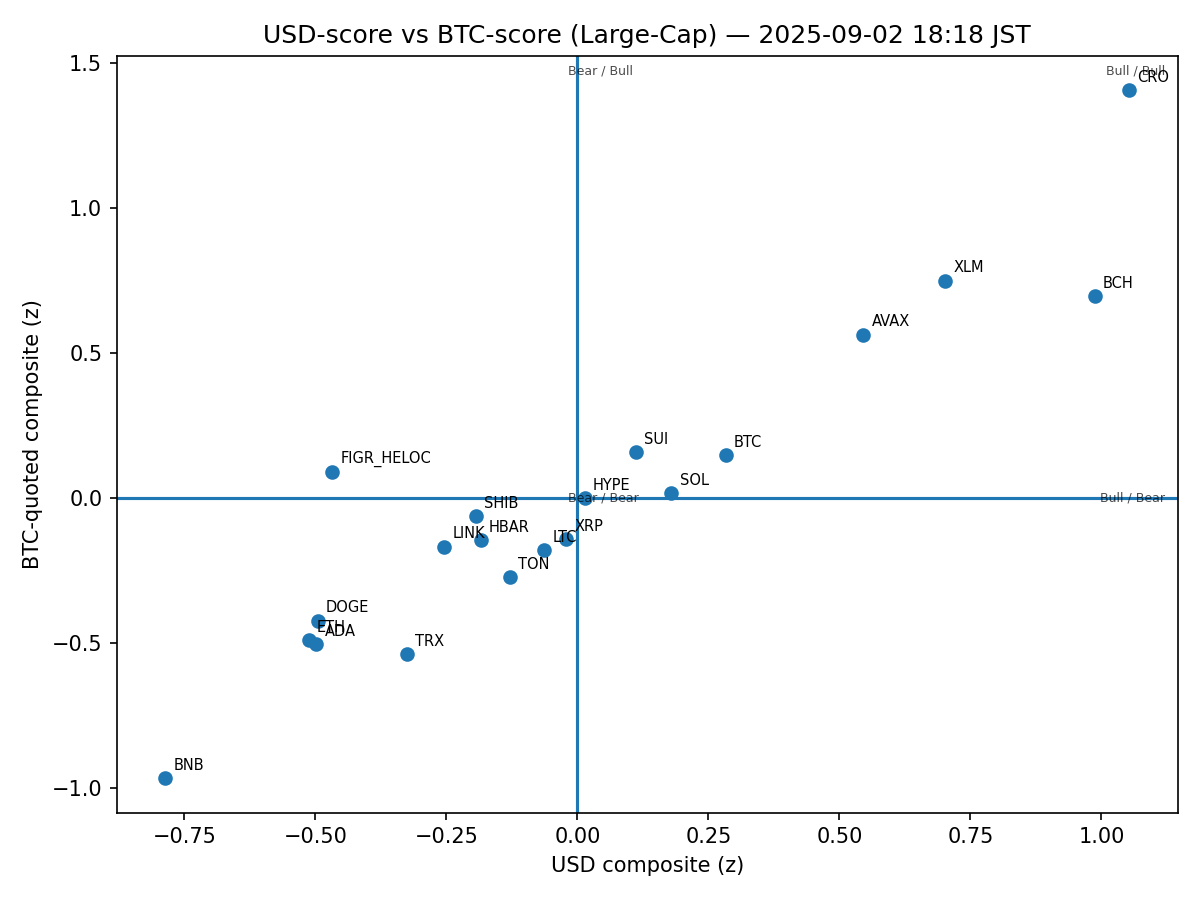 USD-score vs BTC-score (Large-Cap) — 2025-09-02 18:18 JST
1.5
Bear / Bull
Bull / Bull
CRO
1.0
XLM
BCH
AVAX
0.5
SUI
BTC
FIGR_HELOC
SOL
HYPE
0.0
Bear / Bear
Bull / Bear
SHIB
HBAR
XRP
LINK
LTC
TON
DOGE
ETH
ADA
TRX
−0.5
BNB
−1.0
−0.75
−0.50
−0.25
0.00
0.25
0.50
0.75
1.00
USD composite (z)
BTC-quoted composite (z)